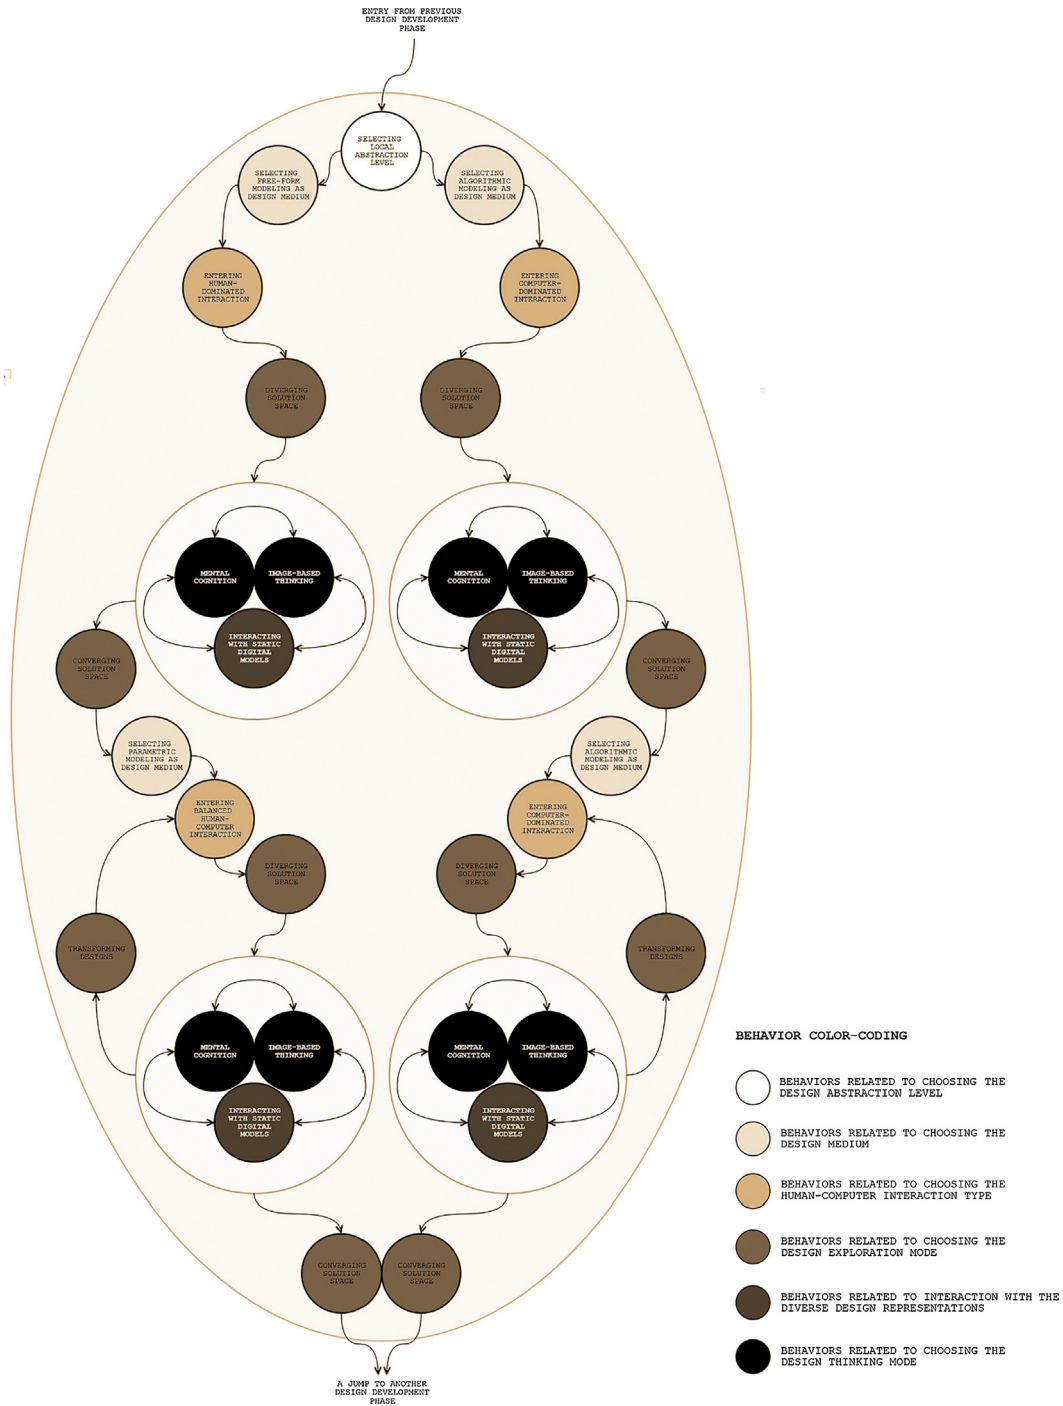 ENTRY FROM PREVIOUS
DESIGN DEVELOPMENT
PHASE
SELECTING
LOCAL
ABSTRACTION
LEVEL
SELECTING
FREE-FORM
MODELING AS
DESIGN MEDIUM
SELECTING
ALGORITHMIC
MODELING AS
DESIGN MEDIUM
ENTERING
HUMAN-
DOMINATED
INTERACTION
ENTERING
COMPUTER-
DOMINATED
INTERACTION
DIVERGING
SOLUTION
SPACE
DIVERGING
SOLUTION
SPACE
MENTAL
COGNITION
IMAGE-BASED
THINKING
INTERACTING
WITH STATIC
DIGITAL
MODELS
MENTAL
COGNITION
IMAGE-BASED
THINKING
INTERACTING
WITH STATIC
DIGITAL
MODELS
CONVERGING
SOLUTION
SPACE
CONVERGING
SOLUTION
SPACE
SELECTING
PARAMETRIC
MODELING AS
DESIGN MEDIUM
SELECTING
ALGORITHMIC
MODELING AS
DESIGN MEDIUM
ENTERING
BALANCED
HUMAN-
COMPUTER
INTERACTION
ENTERING
COMPUTER-
DOMINATED
INTERACTION
DIVERGING
SOLUTION
SPACE
DIVERGING
SOLUTION
SPACE
TRANSFORMING
DESIGNS
TRANSFORMING
DESIGNS
MENTAL
COGNITION
IMAGE-BASED
THINKING
INTERACTING
WITH STATIC
DIGITAL
MODELS
MENTAL
COGNITION
IMAGE-BASED
THINKING
INTERACTING
WITH STATIC
DIGITAL
MODELS
CONVERGING
SOLUTION
SPACE
CONVERGING
SOLUTION
SPACE
A JUMP TO ANOTHER
DESIGN DEVELOPMENT
PHASE
BEHAVIOR COLOR-CODING
BEHAVIORS RELATED TO CHOOSING THE
DESIGN ABSTRACTION LEVEL
BEHAVIORS RELATED TO CHOOSING THE
DESIGN MEDIUM
BEHAVIORS RELATED TO CHOOSING THE
HUMAN-COMPUTER INTERACTION TYPE
BEHAVIORS RELATED TO CHOOSING THE
DESIGN EXPLORATION MODE
BEHAVIORS RELATED TO INTERACTION WITH THE
DIVERSE DESIGN REPRESENTATIONS
BEHAVIORS RELATED TO CHOOSING THE
DESIGN THINKING MODE